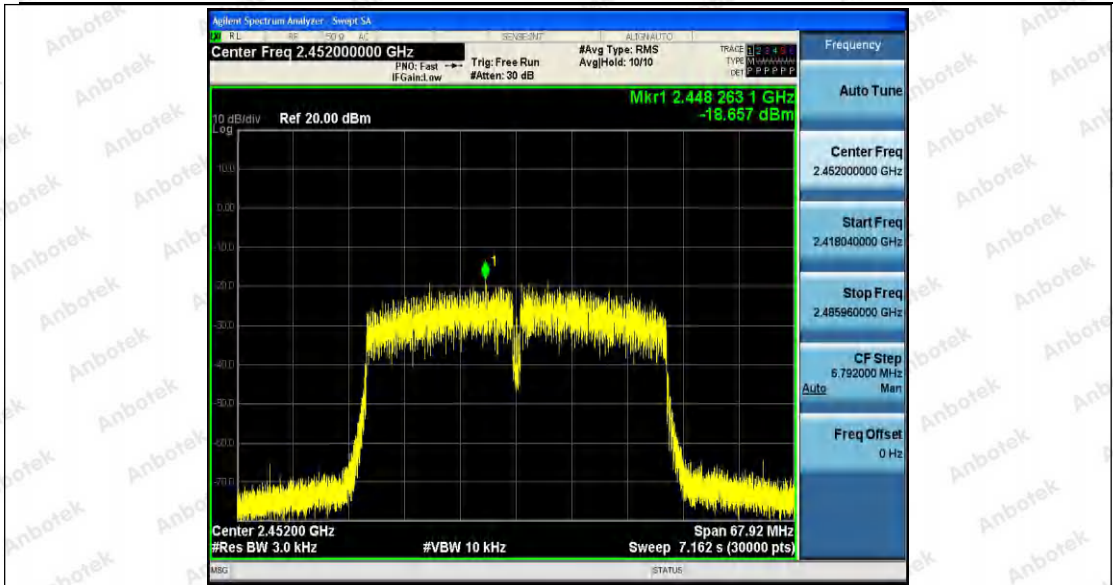 Agilent Spectrum Analyzer - Swept SA
RL RF 50 Ω AC SENSE:INT ALIGNAUTO
Center Freq 2.452000000 GHz
PNO: Fast
IFGain:Low
Trig: Free Run
#Atten: 30 dB
#Avg Type: RMS
Avg|Hold: 10/10
TRACE 1 2 3 4 5 6
TYPE M
DET P P P P P P
Mkr1 2.448 263 1 GHz
-18.657 dBm
10 dB/div Ref 20.00 dBm
Log
10.0
0.00
-10.0
-20.0
-30.0
-40.0
-50.0
-60.0
-70.0
1
Center 2.45200 GHz
Span 67.92 MHz
#Res BW 3.0 kHz #VBW 10 kHz Sweep 7.162 s (30000 pts)
MSG STATUS
Frequency
Auto Tune
Center Freq
2.452000000 GHz
Start Freq
2.418040000 GHz
Stop Freq
2.485960000 GHz
CF Step
6.792000 MHz
Auto Man
Freq Offset
0 Hz
Anbotek